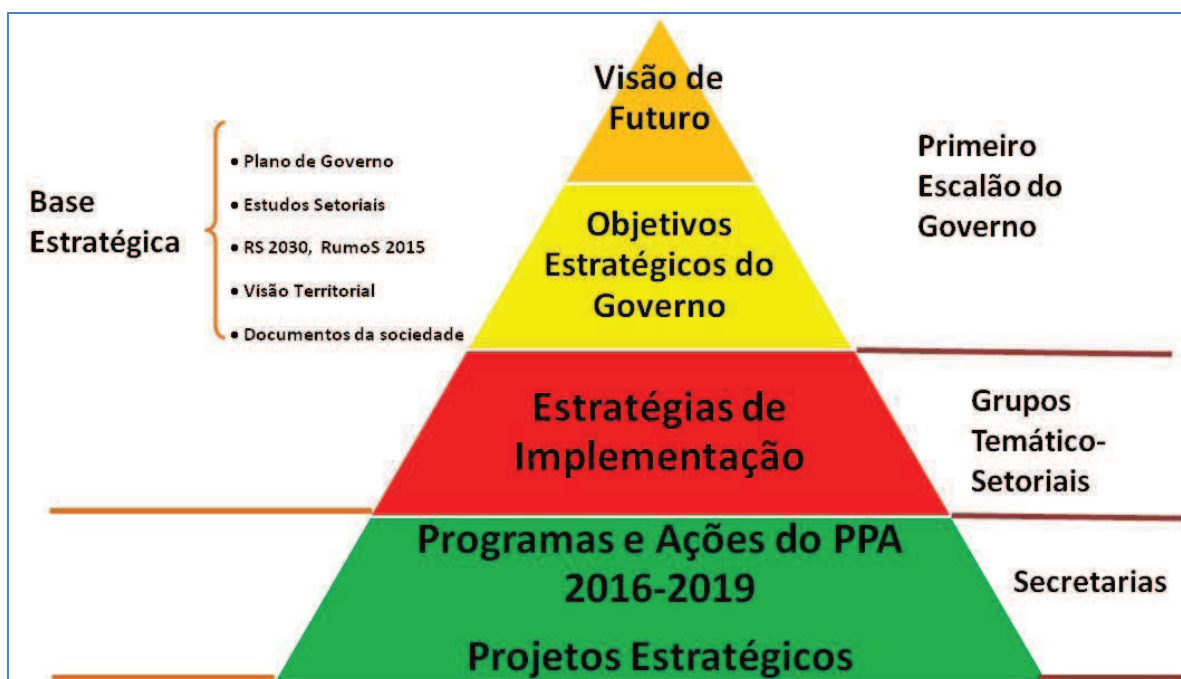 Visão de
Futuro
Base
Estratégica
• Plano de Governo
• Estudos Setoriais
• RS 2030, RumoS 2015
• Visão Territorial
• Documentos da sociedade
Objetivos
Estratégicos do
Governo
Primeiro
Escalão do
Governo
Estratégias de
Implementação
Grupos
Temático-
Setoriais
Programas e Ações do PPA
2016-2019
Projetos Estratégicos
Secretarias